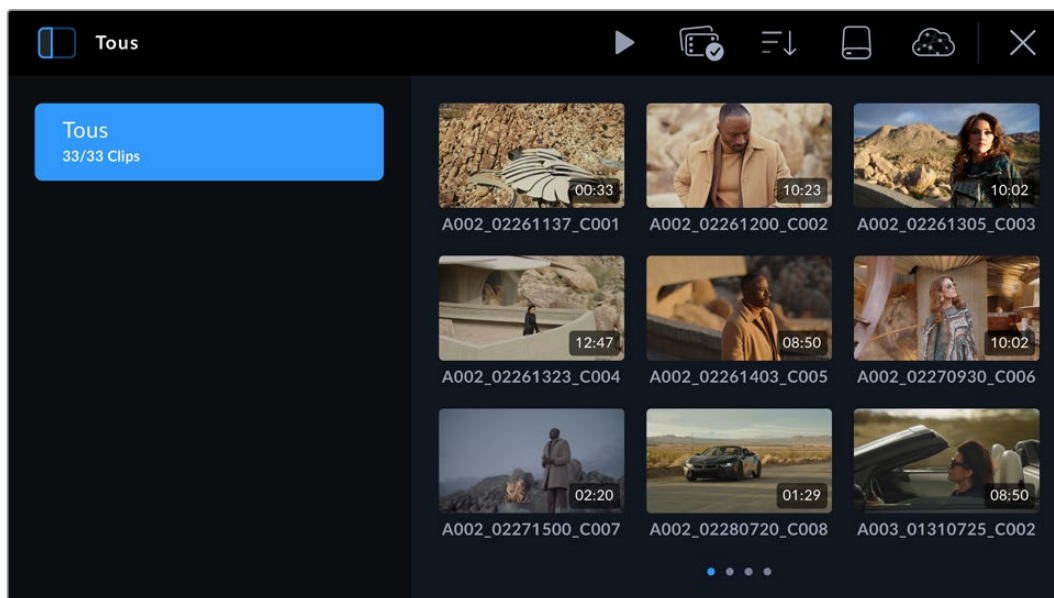 Tous
Tous
33/33 Clips
00:33
10:23
10:02
A002_02261137_C001
A002_02261200_C002
A002_02261305_C003
12:47
08:50
10:02
A002_02261323_C004
A002_02261403_C005
A002_02270930_C006
02:20
01:29
08:50
A002_02271500_C007
A002_02280720_C008
A003_01310725_C002